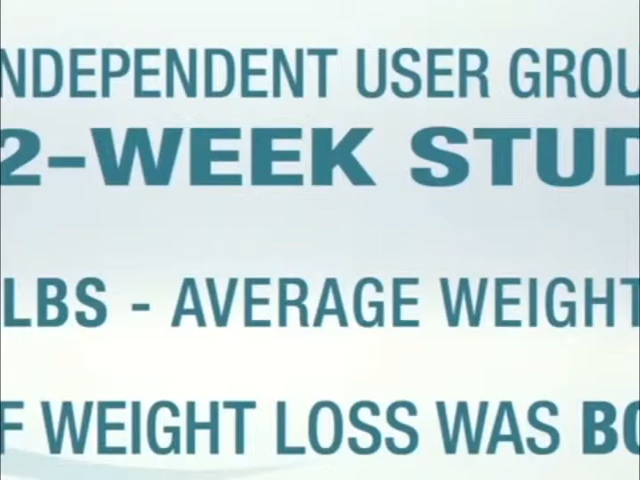 NDEPENDENT USER GROU
2-WEEK STUD
LBS - AVERAGE WEIGHT
F WEIGHT LOSS WAS BO